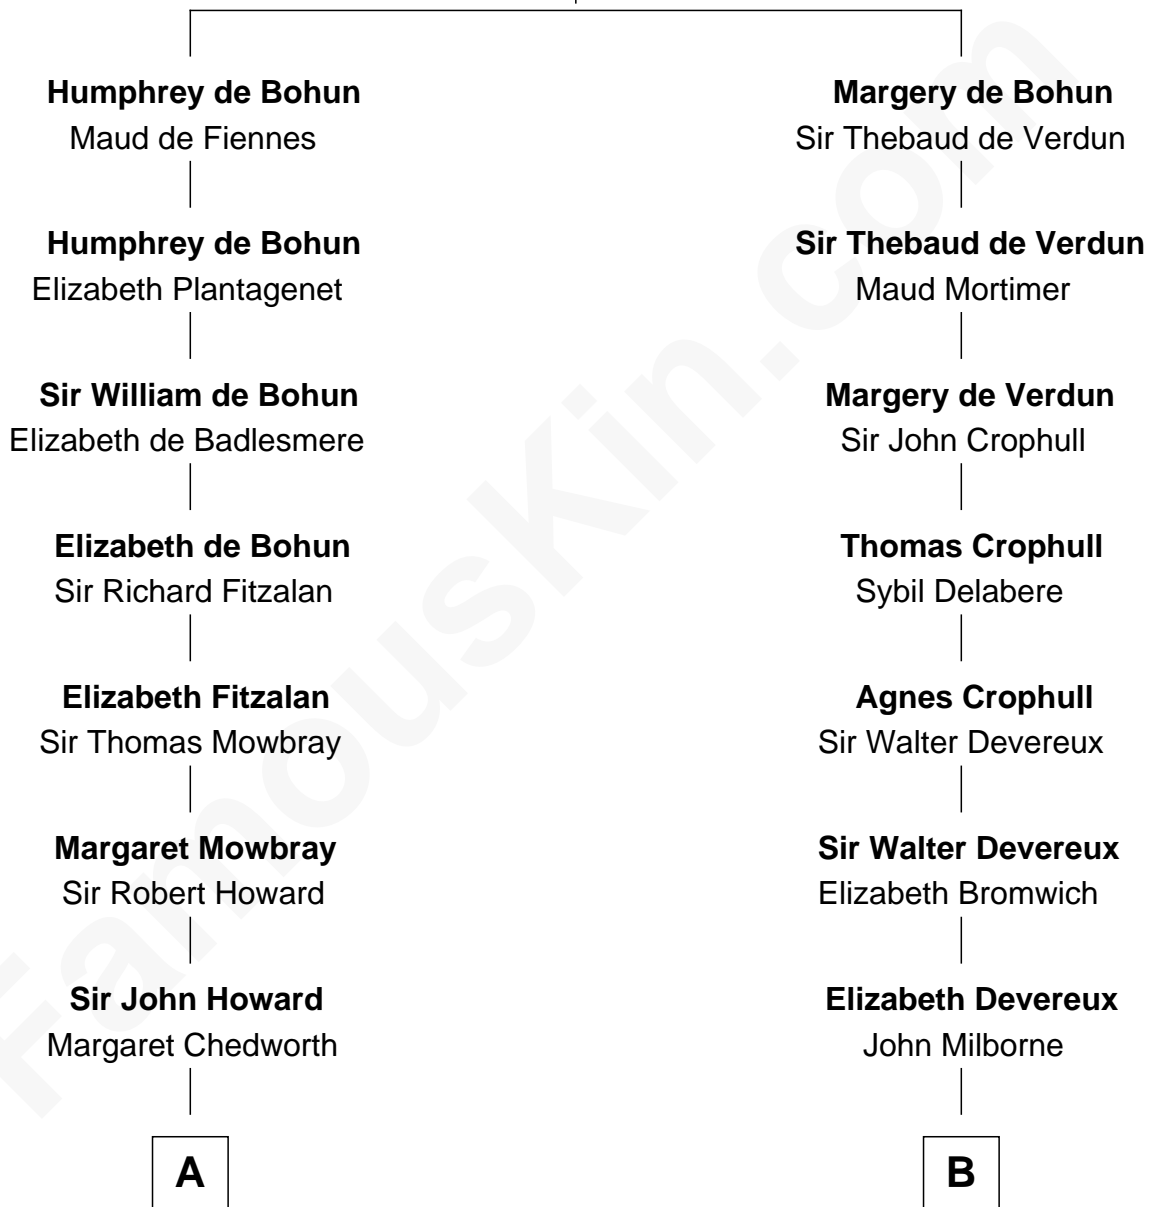 Humphrey de Bohun
Maud de Fiennes
Humphrey de Bohun
Elizabeth Plantagenet
Sir William de Bohun
Elizabeth de Badlesmere
Elizabeth de Bohun
Sir Richard Fitzalan
Elizabeth Fitzalan
Sir Thomas Mowbray
Margaret Mowbray
Sir Robert Howard
Sir John Howard
Margaret Chedworth
A
Margery de Bohun
Sir Thebaud de Verdun
Sir Thebaud de Verdun
Maud Mortimer
Margery de Verdun
Sir John Crophull
Thomas Crophull
Sybil Delabere
Agnes Crophull
Sir Walter Devereux
Sir Walter Devereux
Elizabeth Bromwich
Elizabeth Devereux
John Milborne
B
FamousKin.com